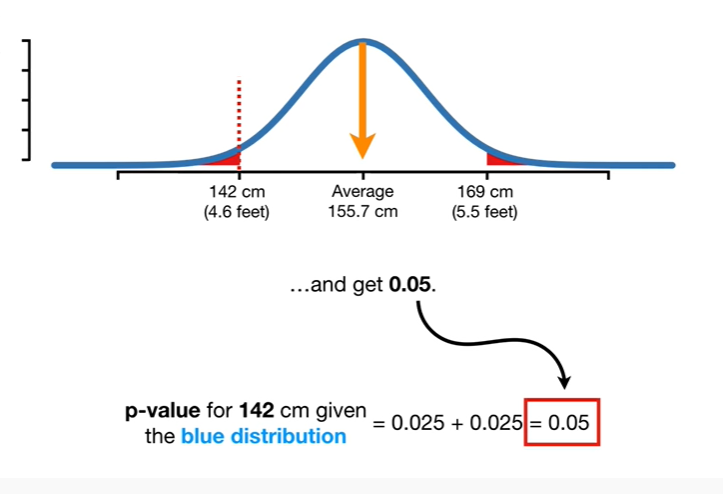 142 cm
(4.6 feet)
Average
155.7 cm
169 cm
(5.5 feet)
...and get 0.05.
p-value for 142 cm given
the blue distribution
= 0.025 + 0.025 = 0.05